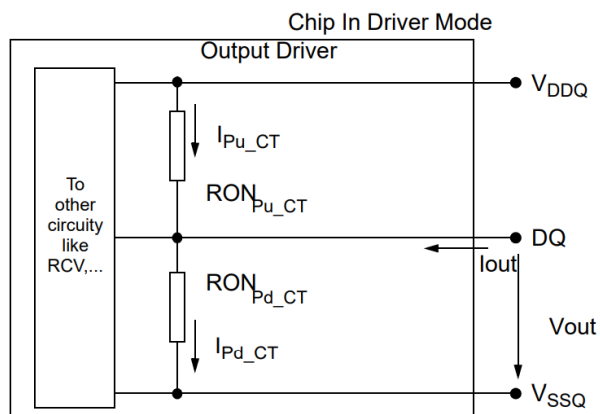 Chip In Driver Mode
Output Driver
VDDQ
IPu_CT
RONPu_CT
To
other
circuity
like
RCV,...
DQ
Iout
RONPd_CT
Vout
IPd_CT
VSSQ